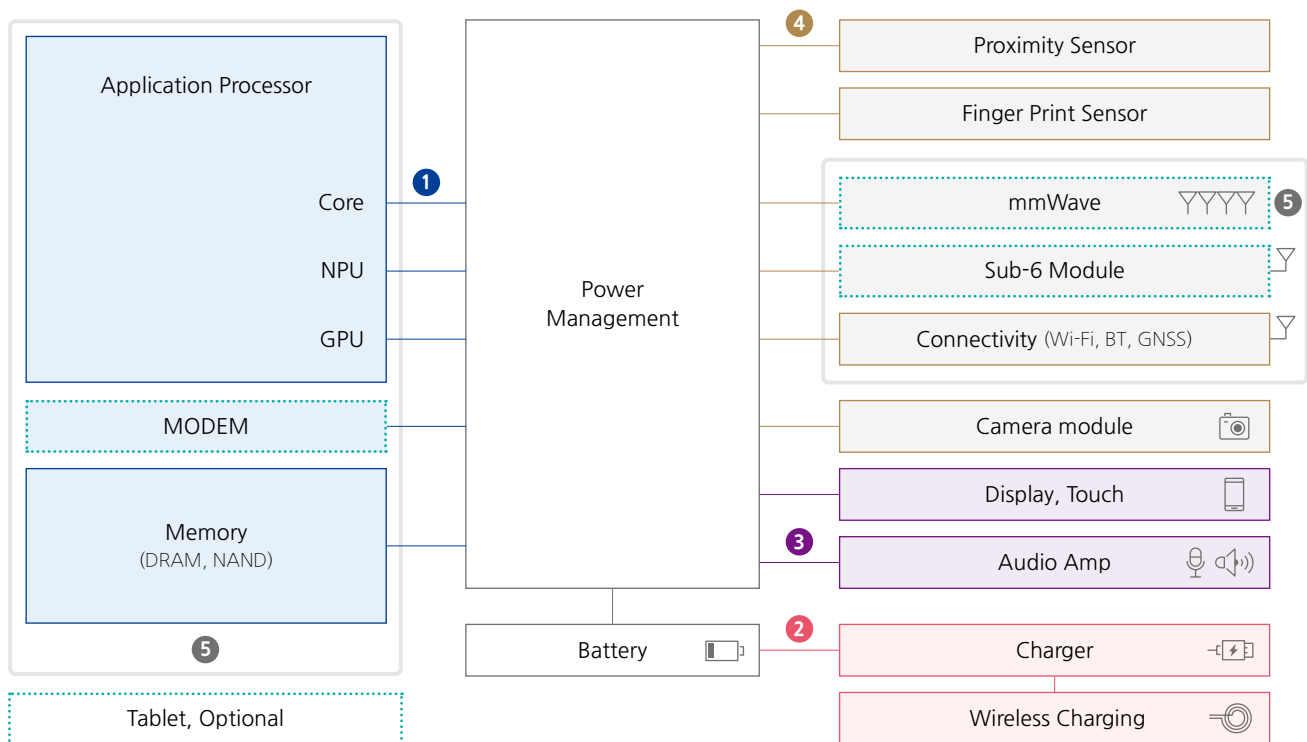 Application Processor
Core
NPU
GPU
MODEM
Memory
(DRAM, NAND)
5
Tablet, Optional
1
Power
Management
Battery
4
Proximity Sensor
Finger Print Sensor
mmWave
5
Sub-6 Module
Connectivity (Wi-Fi, BT, GNSS)
Camera module
Display, Touch
3
Audio Amp
2
Charger
Wireless Charging